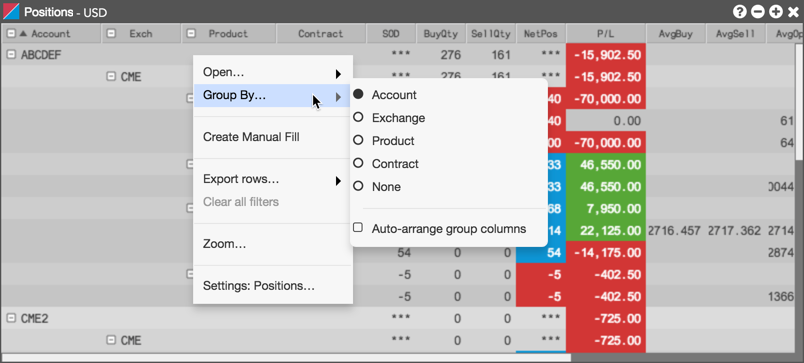 Positions - USD
Account Exch Product Contract SOD BuyQty SellQty NetPos P/L AvgBuy AvgSell AvgOp
ABCDEF *** 276 161 *** -15,902.50
CME *** 276 161 *** -15,902.50
Open...
Group By...
Create Manual Fill
Export rows...
Clear all filters
Zoom...
Settings: Positions...
Account
Exchange
Product
Contract
None
Auto-arrange group columns
40 -70,000.00
40 0.00 61
00 -70,000.00 64
33 46,550.00
33 46,550.00 0044
68 7,950.00
14 22,125.00 2716.457 2717.362 2714
54 0 0 54 -14,175.00 2874
-5 0 0 -5 -402.50
-5 0 0 -5 -402.50 1366
CME2 *** 0 0 *** -725.00
CME *** 0 0 *** -725.00